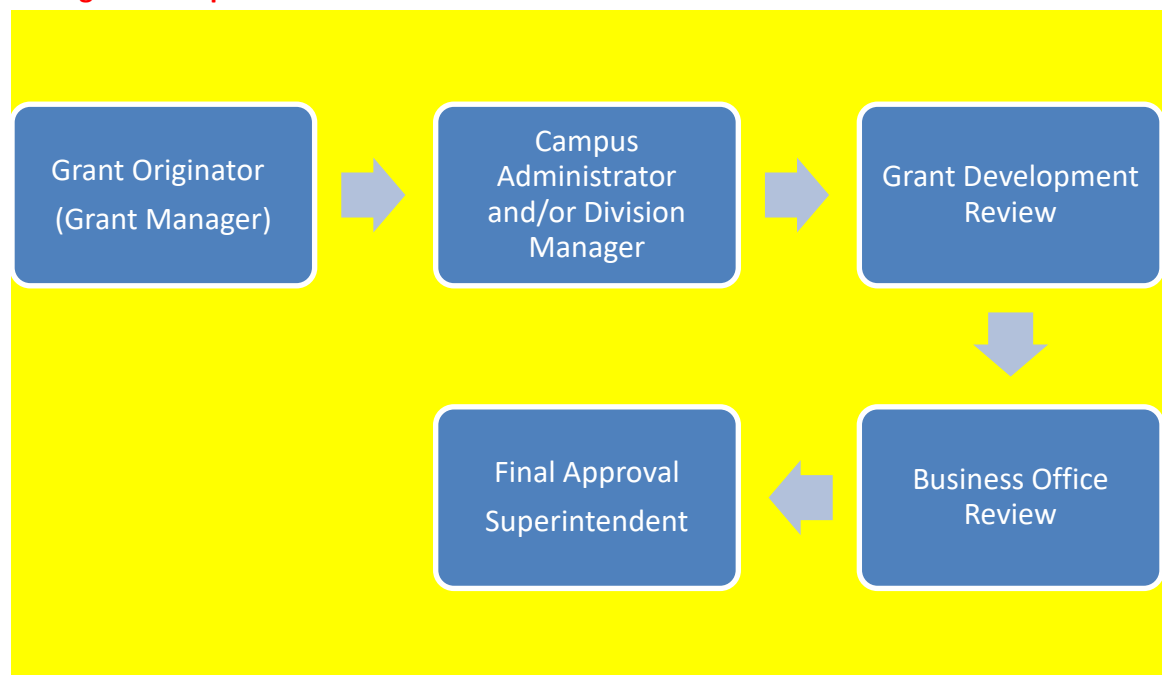 Grant Originator
(Grant Manager)
Campus
Administrator
and/or Division
Manager
Grant Development
Review
Final Approval
Superintendent
Business Office
Review